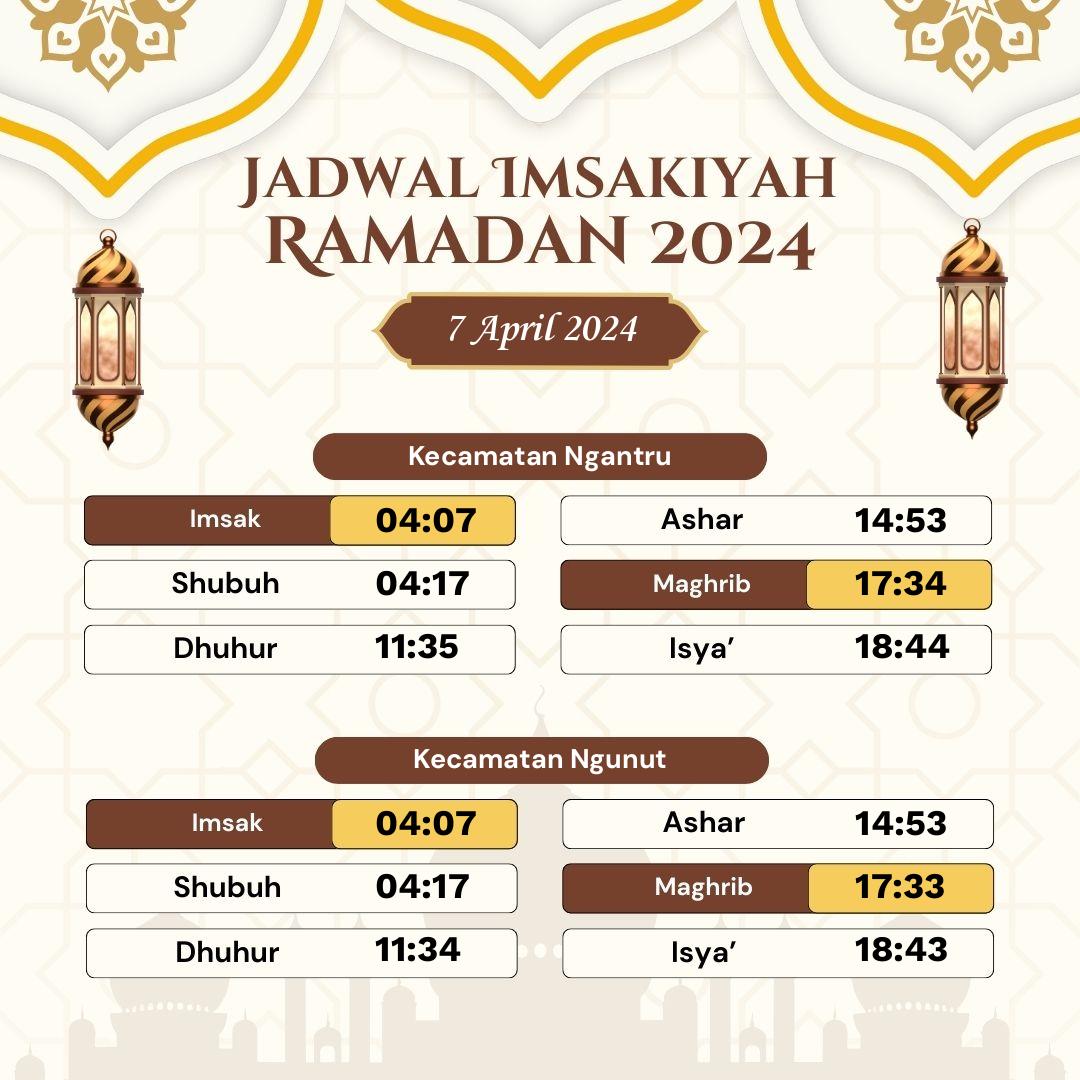 Jadwal Imsakiyah
Ramadan 2024
7 April 2024
Kecamatan Ngantru
Imsak 04:07
Shubuh 04:17
Dhuhur 11:35
Ashar 14:53
Maghrib 17:34
Isya’ 18:44
Kecamatan Ngunut
Imsak 04:07
Shubuh 04:17
Dhuhur 11:34
Ashar 14:53
Maghrib 17:33
Isya’ 18:43